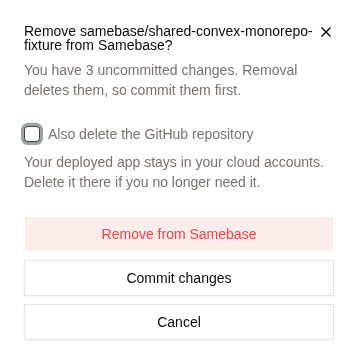 Remove samebase/shared-convex-monorepo-
fixture from Samebase?
You have 3 uncommitted changes. Removal
deletes them, so commit them first.
Also delete the GitHub repository
Your deployed app stays in your cloud accounts.
Delete it there if you no longer need it.
Remove from Samebase
Commit changes
Cancel